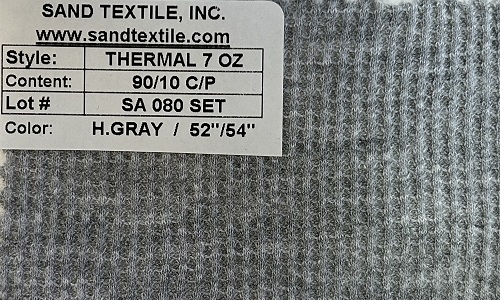 SAND TEXTILE, INC.
www.sandtextile.com
Style: THERMAL 7 OZ
Content: 90/10 C/P
Lot # SA 080 SET
Color: H.GRAY / 52"/54"